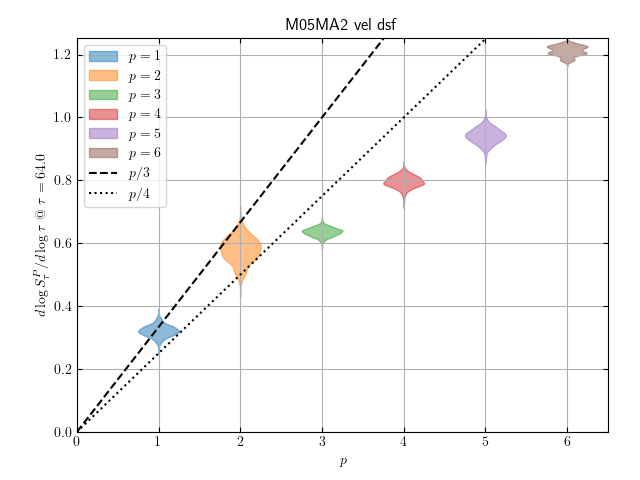 M05MA2 vel dsf
d log S_τ^P / d log τ @ τ = 64.0
1.2
1.0
0.8
0.6
0.4
0.2
0.0
p = 1
p = 2
p = 3
p = 4
p = 5
p = 6
p/3
p/4
0 1 2 3 4 5 6
p